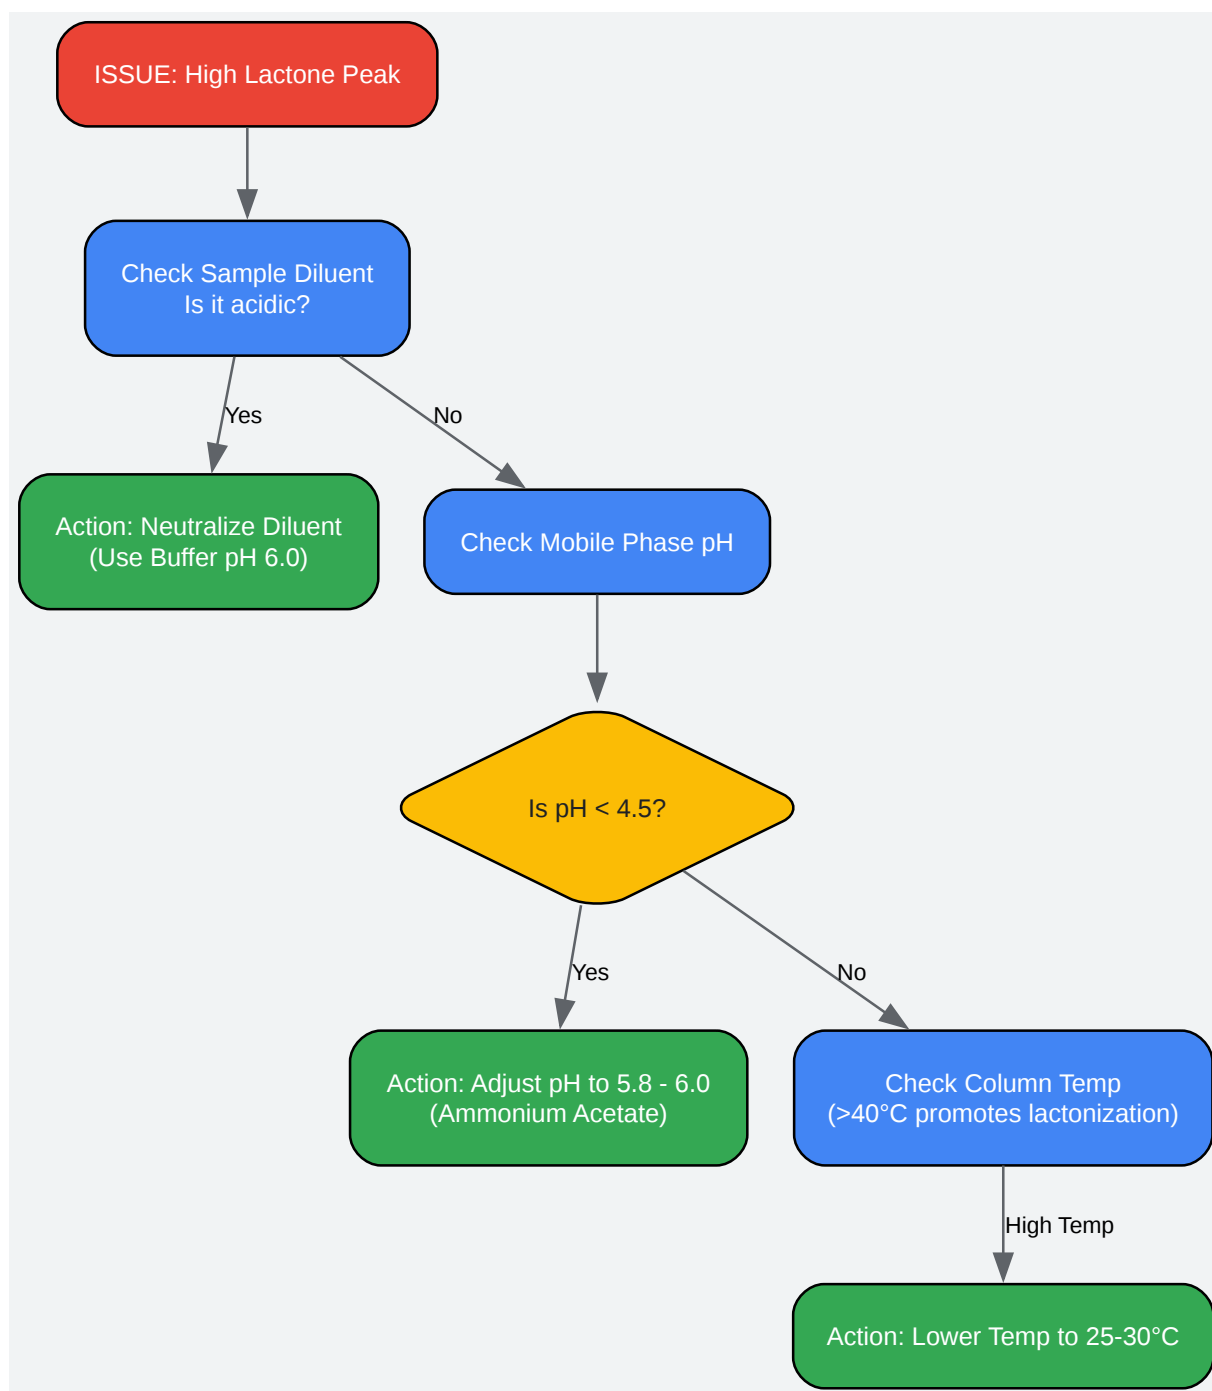 ISSUE: High Lactone Peak
Check Sample Diluent
Is it acidic?
Yes
No
Action: Neutralize Diluent
(Use Buffer pH 6.0)
Check Mobile Phase pH
Is pH < 4.5?
Yes
No
Action: Adjust pH to 5.8 - 6.0
(Ammonium Acetate)
Check Column Temp
(>40°C promotes lactonization)
High Temp
Action: Lower Temp to 25-30°C